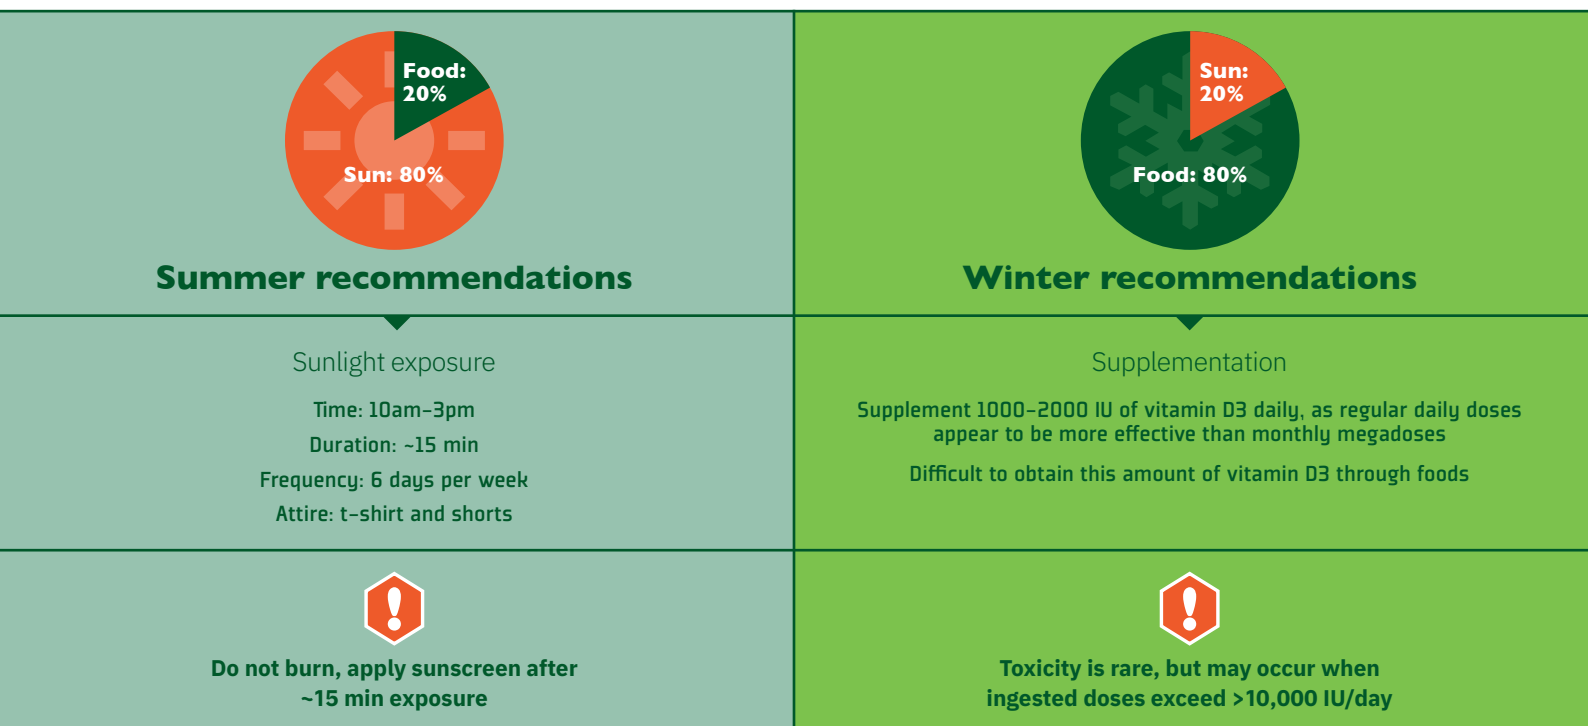 Food:
20%
Sun: 80%
Summer recommendations
Sunlight exposure
Time: 10am–3pm
Duration: ~15 min
Frequency: 6 days per week
Attire: t-shirt and shorts
Do not burn, apply sunscreen after
~15 min exposure
Sun:
20%
Food: 80%
Winter recommendations
Supplementation
Supplement 1000–2000 IU of vitamin D3 daily, as regular daily doses
appear to be more effective than monthly megadoses
Difficult to obtain this amount of vitamin D3 through foods
Toxicity is rare, but may occur when
ingested doses exceed >10,000 IU/day